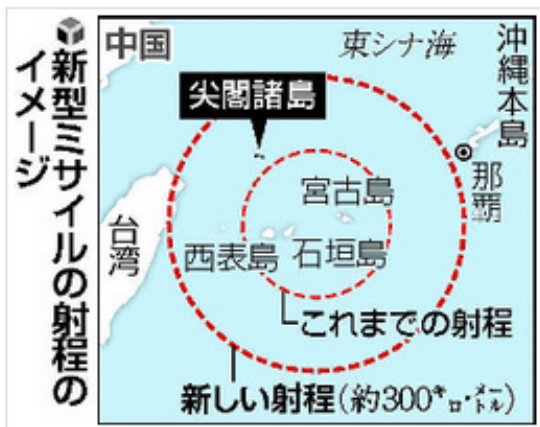 新型ミサイルの射程の
イメージ
中国
東シナ海
沖縄本島
尖閣諸島
那覇
宮古島
台湾
西表島
石垣島
これまでの射程
新しい射程(約300キロ・メートル)